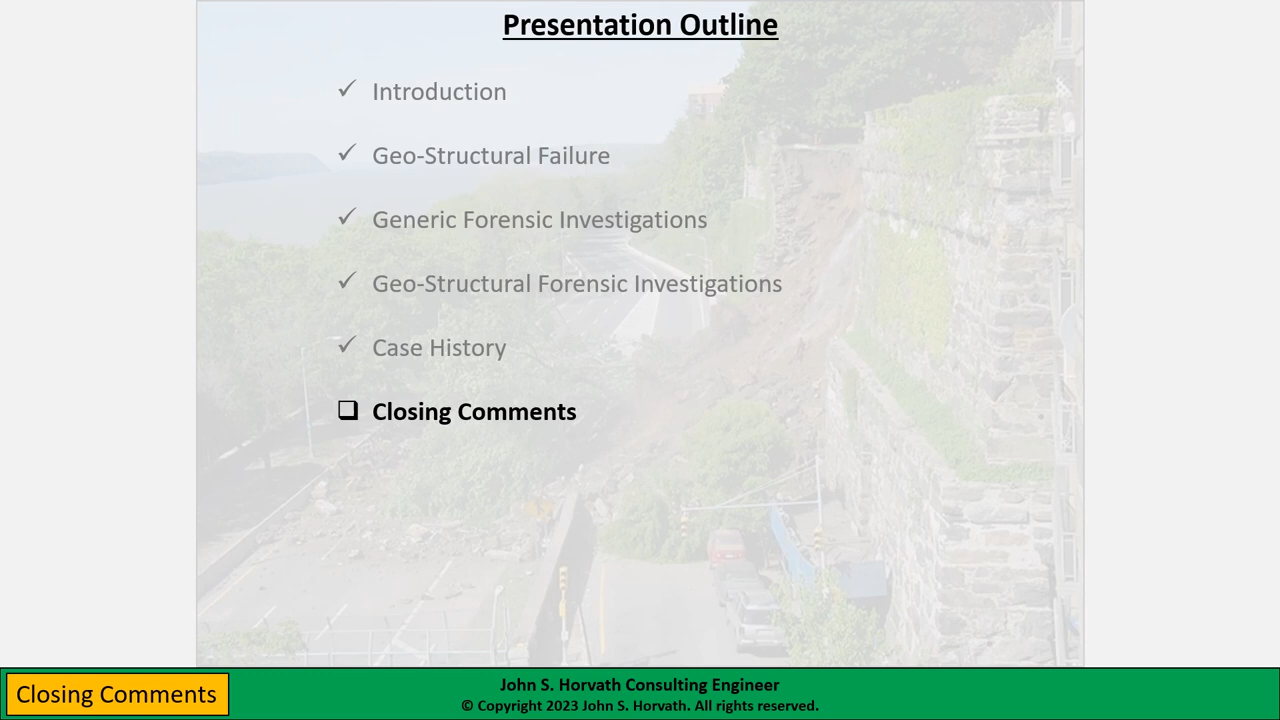 Presentation Outline
✓ Introduction
✓ Geo-Structural Failure
✓ Generic Forensic Investigations
✓ Geo-Structural Forensic Investigations
✓ Case History
❑ Closing Comments
Closing Comments
John S. Horvath Consulting Engineer
© Copyright 2023 John S. Horvath. All rights reserved.